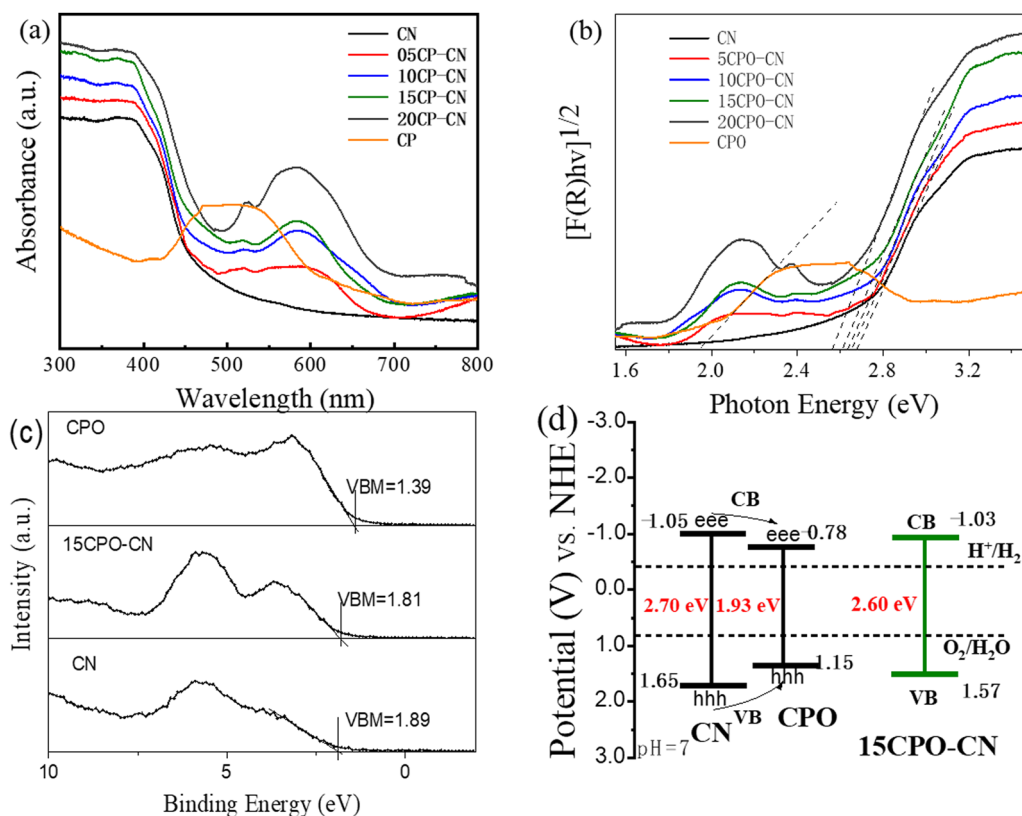 (a)
CN
05CP-CN
10CP-CN
15CP-CN
20CP-CN
CP
Absorbance (a.u.)
300 400 500 600 700 800
Wavelength (nm)
(b)
CN
5CPO-CN
10CPO-CN
15CPO-CN
20CPO-CN
CPO
[F(R)hv]^1/2
1.6 2.0 2.4 2.8 3.2
Photon Energy (eV)
(c)
CPO
VBM=1.39
15CPO-CN
VBM=1.81
CN
VBM=1.89
Intensity (a.u.)
10 5 0
Binding Energy (eV)
(d)
Potential (V) vs. NHE
-3.0
-2.0
-1.0
0.0
1.0
2.0
3.0
CB
-1.05 eee
eee -0.78
CB -1.03
H+/H2
2.70 eV 1.93 eV 2.60 eV
O2/H2O
1.65 hhh
hhh 1.15
VB 1.57
VB
CN CPO
15CPO-CN
pH=7